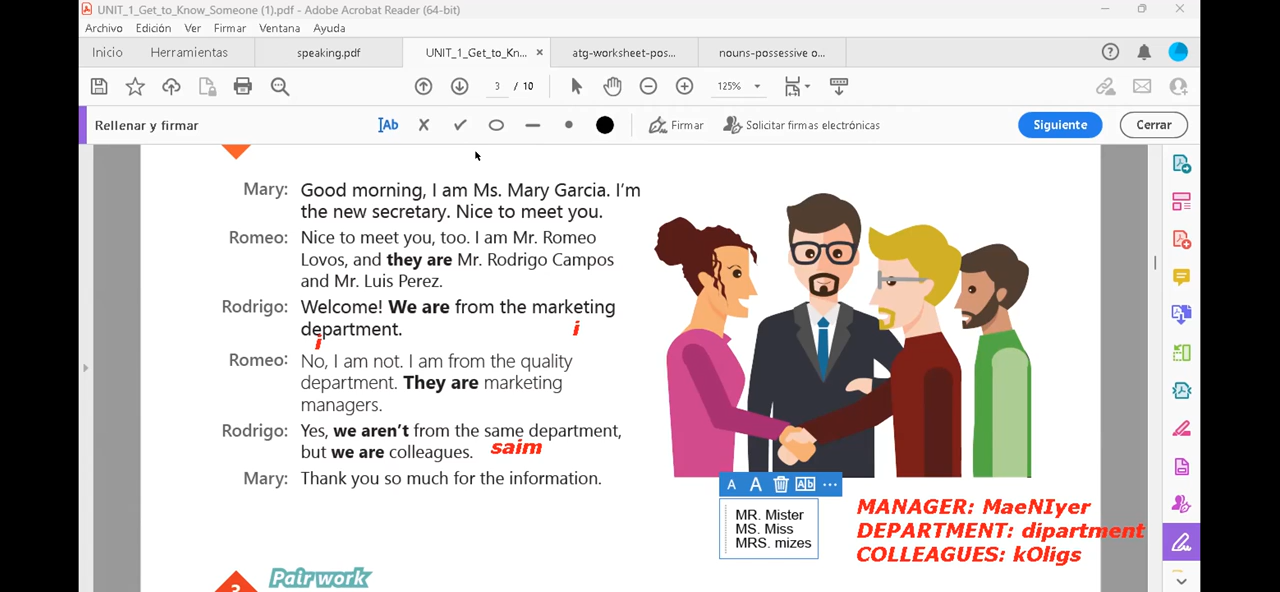 UNIT_1_Get_to_Know_Someone (1).pdf - Adobe Acrobat Reader (64-bit)
Archivo Edición Ver Firmar Ventana Ayuda
Inicio Herramientas speaking.pdf UNIT_1_Get_to_Kn... × atg-worksheet-pos... nouns-possessive o...
3 / 10 125%
Rellenar y firmar IAb Firmar Solicitar firmas electrónicas Siguiente Cerrar
Mary: Good morning, I am Ms. Mary Garcia. I'm
the new secretary. Nice to meet you.
Romeo: Nice to meet you, too. I am Mr. Romeo
Lovos, and they are Mr. Rodrigo Campos
and Mr. Luis Perez.
Rodrigo: Welcome! We are from the marketing
department.
i
i
Romeo: No, I am not. I am from the quality
department. They are marketing
managers.
Rodrigo: Yes, we aren't from the same department,
but we are colleagues.
saim
Mary: Thank you so much for the information.
A A Ab ...
MR. Mister
MS. Miss
MRS. mizes
MANAGER: MaeNIyer
DEPARTMENT: dipartment
COLLEAGUES: kOligs
3 Pair work